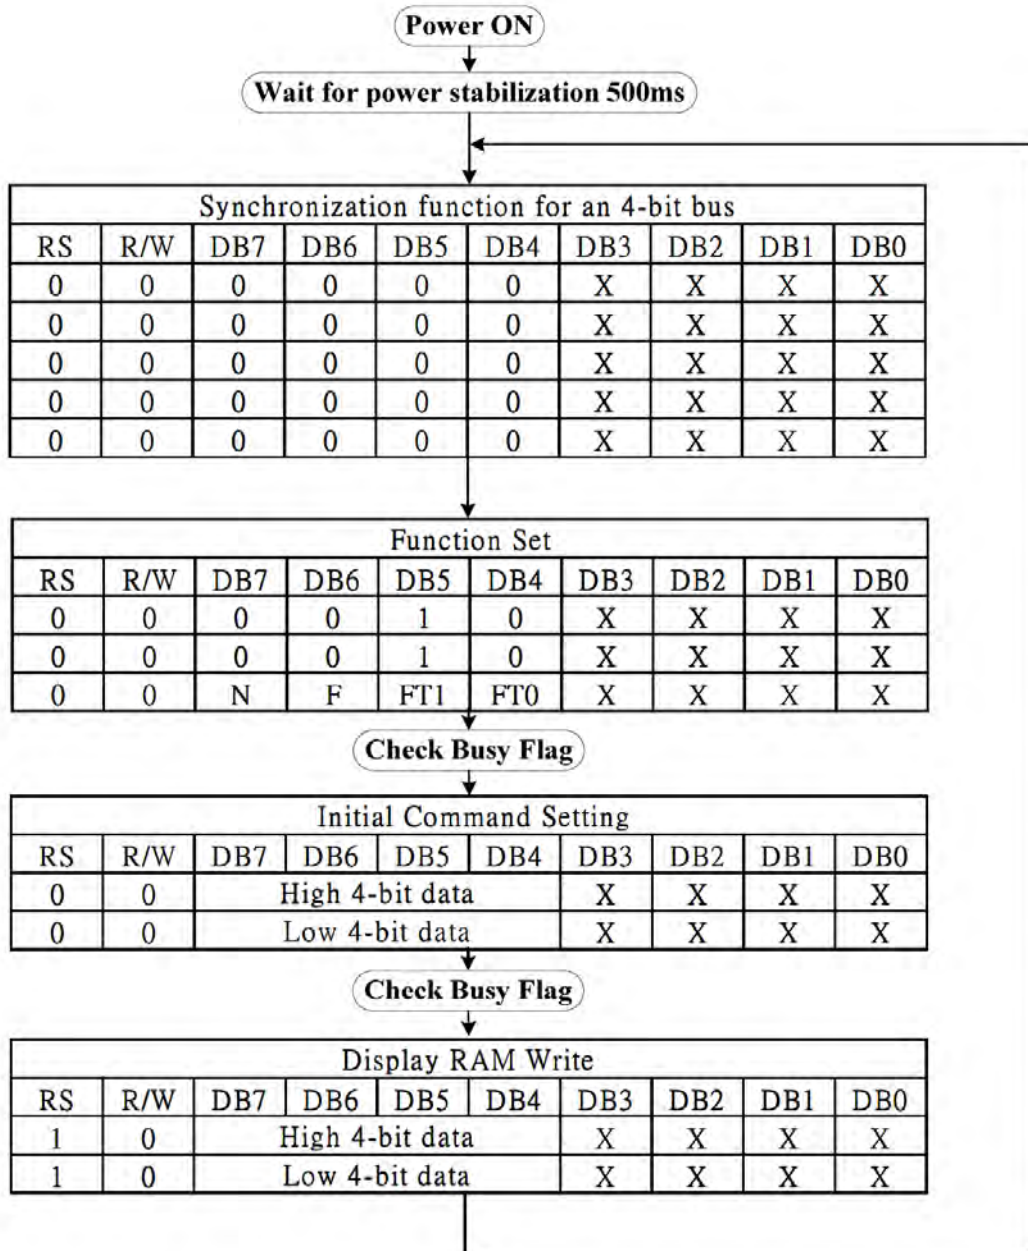 Power ON
Wait for power stabilization 500ms
Synchronization function for an 4-bit bus
RS R/W DB7 DB6 DB5 DB4 DB3 DB2 DB1 DB0
0 0 0 0 0 0 X X X X
0 0 0 0 0 0 X X X X
0 0 0 0 0 0 X X X X
0 0 0 0 0 0 X X X X
0 0 0 0 0 0 X X X X
Function Set
RS R/W DB7 DB6 DB5 DB4 DB3 DB2 DB1 DB0
0 0 0 0 1 0 X X X X
0 0 0 0 1 0 X X X X
0 0 N F FT1 FT0 X X X X
Check Busy Flag
Initial Command Setting
RS R/W DB7 DB6 DB5 DB4 DB3 DB2 DB1 DB0
0 0 High 4-bit data X X X X
0 0 Low 4-bit data X X X X
Check Busy Flag
Display RAM Write
RS R/W DB7 DB6 DB5 DB4 DB3 DB2 DB1 DB0
1 0 High 4-bit data X X X X
1 0 Low 4-bit data X X X X